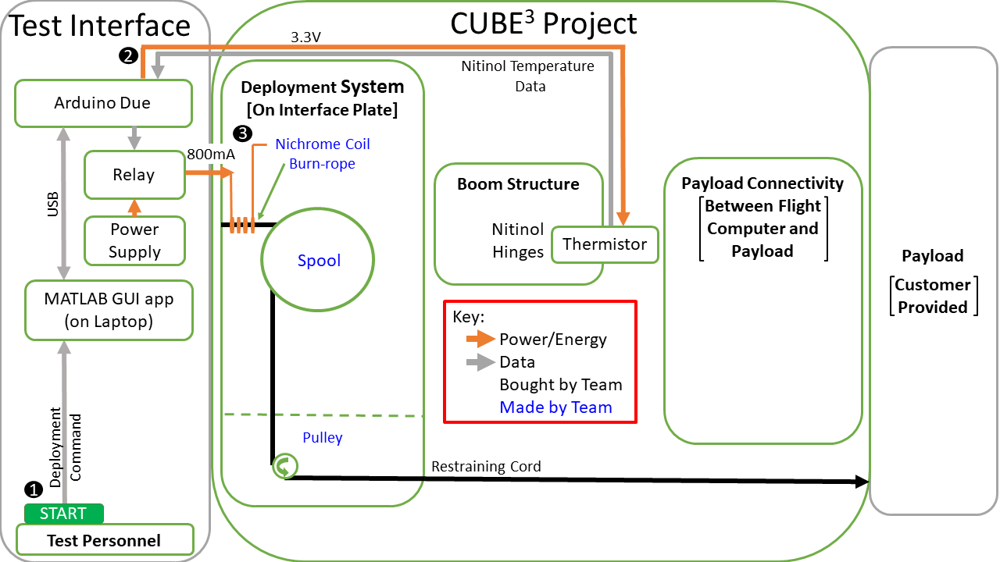 Test Interface
CUBE³ Project
3.3V
2
Nitinol Temperature
Data
Arduino Due
Deployment System
[On Interface Plate]
3
Nichrome Coil
Burn-rope
800mA
Relay
USB
Power
Supply
Spool
Boom Structure
Nitinol
Hinges
Thermistor
Payload Connectivity
[Between Flight
Computer and
Payload]
Payload
[Customer
Provided]
MATLAB GUI app
(on Laptop)
Key:
Power/Energy
Data
Bought by Team
Made by Team
Deployment
Command
Pulley
Restraining Cord
1
START
Test Personnel